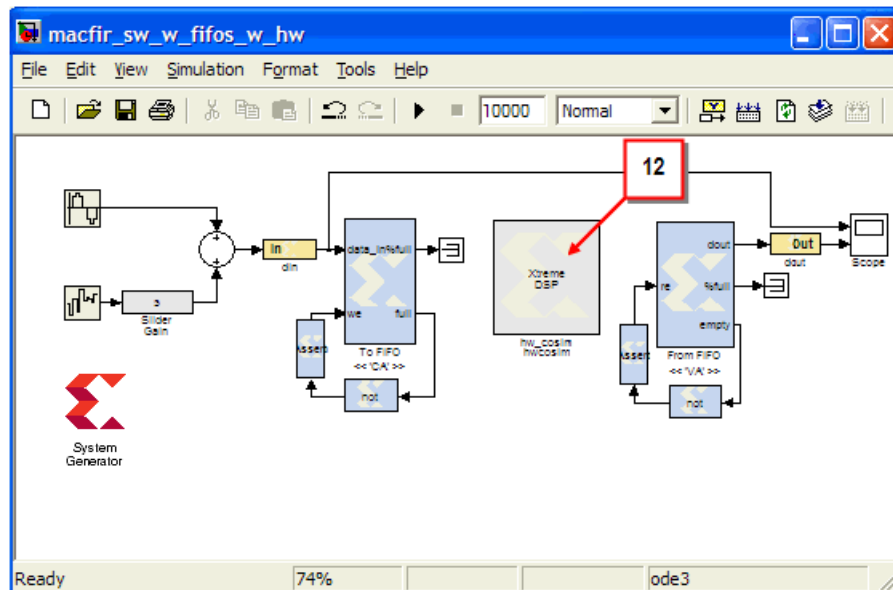 macfir_sw_w_fifos_w_hw
File Edit View Simulation Format Tools Help
10000 Normal
12
In
din
data_in %full
we full
To FIFO
<< 'CA' >>
Assert
not
3
Slider
Gain
Xtreme
DSP
hw_cosim
hwcosim
dout
re %full
empty
From FIFO
<< 'VA' >>
Assert
not
Out
dout
Scope
System
Generator
Ready 74% ode3